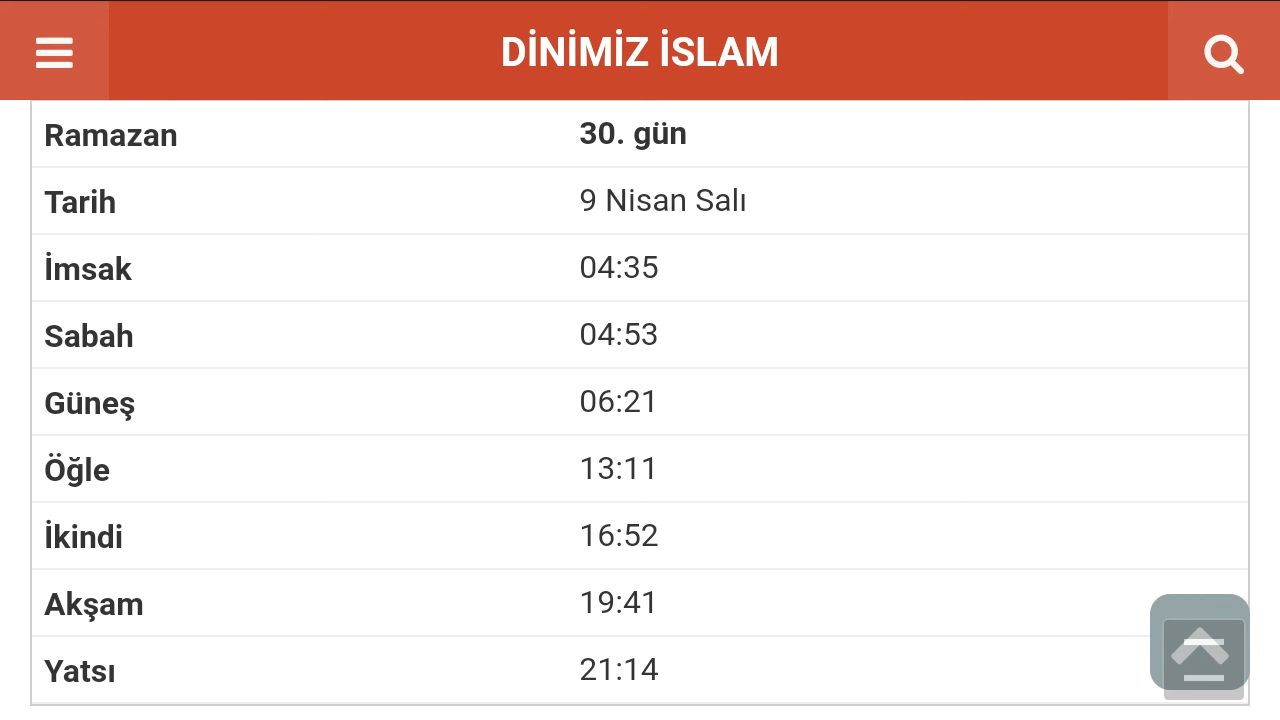 DİNİMİZ İSLAM
Ramazan 30. gün
Tarih 9 Nisan Salı
İmsak 04:35
Sabah 04:53
Güneş 06:21
Öğle 13:11
İkindi 16:52
Akşam 19:41
Yatsı 21:14